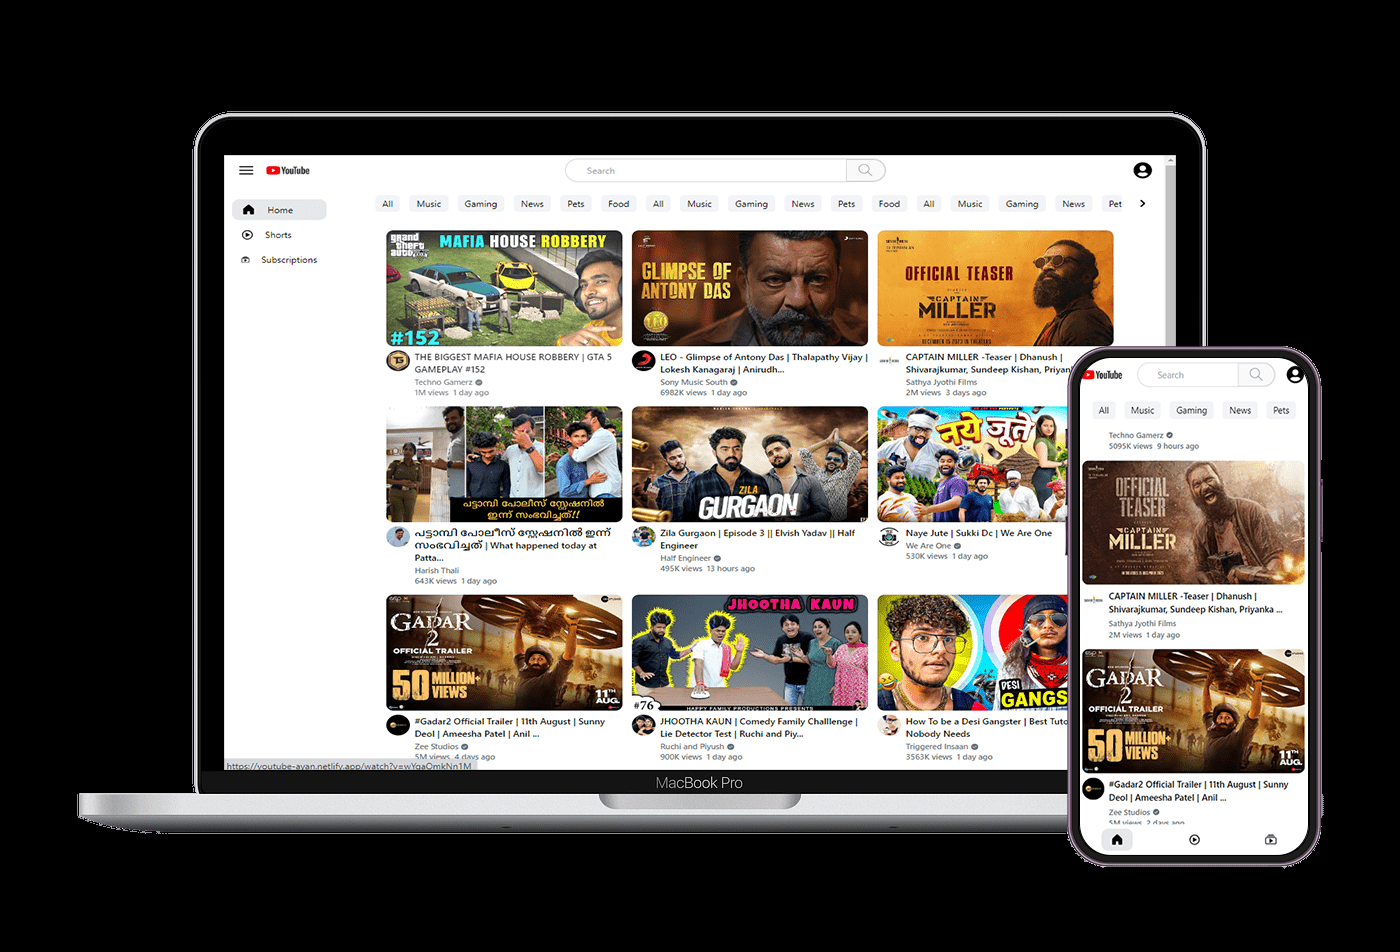 YouTube
Search
Home
Shorts
Subscriptions
All Music Gaming News Pets Food All Music Gaming News Pets Food All Music Gaming News Pet
grand
theft
auto
MAFIA HOUSE ROBBERY
#152
THE BIGGEST MAFIA HOUSE ROBBERY | GTA 5
GAMEPLAY #152
Techno Gamerz
1M views 1 day ago
GLIMPSE OF
ANTONY DAS
LEO - Glimpse of Antony Das | Thalapathy Vijay |
Lokesh Kanagaraj | Anirudh...
Sony Music South
6982K views 1 day ago
OFFICIAL TEASER
CAPTAIN
MILLER
DECEMBER 15 2023 IN THEATERS
CAPTAIN MILLER -Teaser | Dhanush |
Shivarajkumar, Sundeep Kishan, Priyan
Sathya Jyothi Films
2M views 3 days ago
പട്ടാമ്പി പോലീസ് സ്റ്റേഷനിൽ
ഇന്ന് സംഭവിച്ചത്!!
പട്ടാമ്പി പോലീസ് സ്റ്റേഷനിൽ ഇന്ന്
സംഭവിച്ചത് | What happened today at
Patta...
Harish Thali
643K views 1 day ago
ZILA
GURGAON
Zila Gurgaon | Episode 3 || Elvish Yadav || Half
Engineer
Half Engineer
495K views 13 hours ago
नये जूते
Naye Jute | Sukki Dc | We Are One
We Are One
530K views 1 day ago
GADAR
2
OFFICIAL TRAILER
50 MILLION+
VIEWS
11TH
AUG.
#Gadar2 Official Trailer | 11th August | Sunny
Deol | Ameesha Patel | Anil ...
Zee Studios
5M views 4 days ago
JHOOTHA KAUN
#76
HAPPY FAMILY PRODUCTIONS PRESENTS
JHOOTHA KAUN | Comedy Family Challlenge |
Lie Detector Test | Ruchi and Piy...
Ruchi and Piyush
900K views 1 day ago
DESI
GANGS
How To be a Desi Gangster | Best Tuto
Nobody Needs
Triggered Insaan
3563K views 1 day ago
https://youtube-ayan.netlify.app/watch?v=wYgaOmkNn1M
MacBook Pro
YouTube
Search
All Music Gaming News Pets
Techno Gamerz
5095K views 9 hours ago
OFFICIAL
TEASER
CAPTAIN
MILLER
CAPTAIN MILLER -Teaser | Dhanush |
Shivarajkumar, Sundeep Kishan, Priyanka ...
Sathya Jyothi Films
2M views 1 day ago
GADAR
2
OFFICIAL TRAILER
50 MILLION+
VIEWS
11TH
AUG.
#Gadar2 Official Trailer | 11th August | Sunny
Deol | Ameesha Patel | Anil ...
Zee Studios
5M views 2 days ago